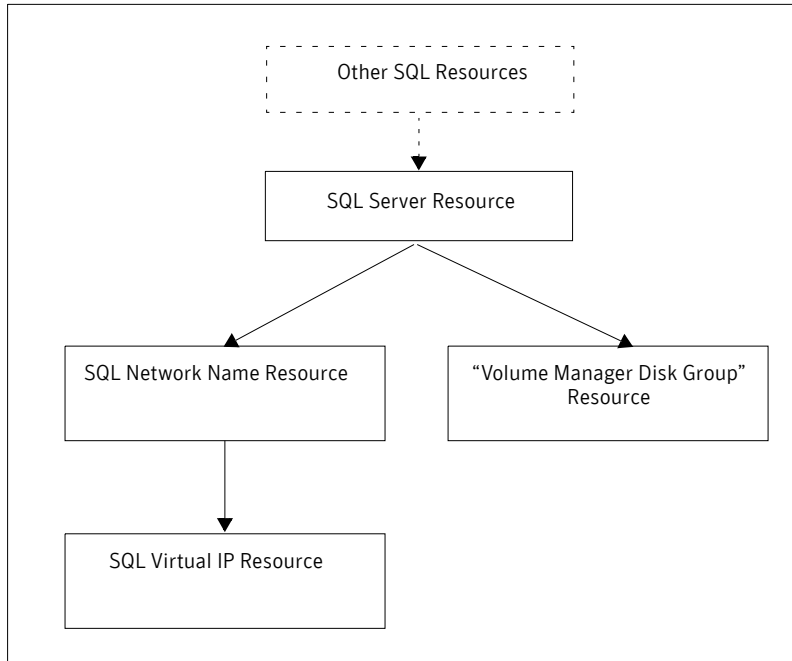 Other SQL Resources
SQL Server Resource
SQL Network Name Resource
“Volume Manager Disk Group”
Resource
SQL Virtual IP Resource